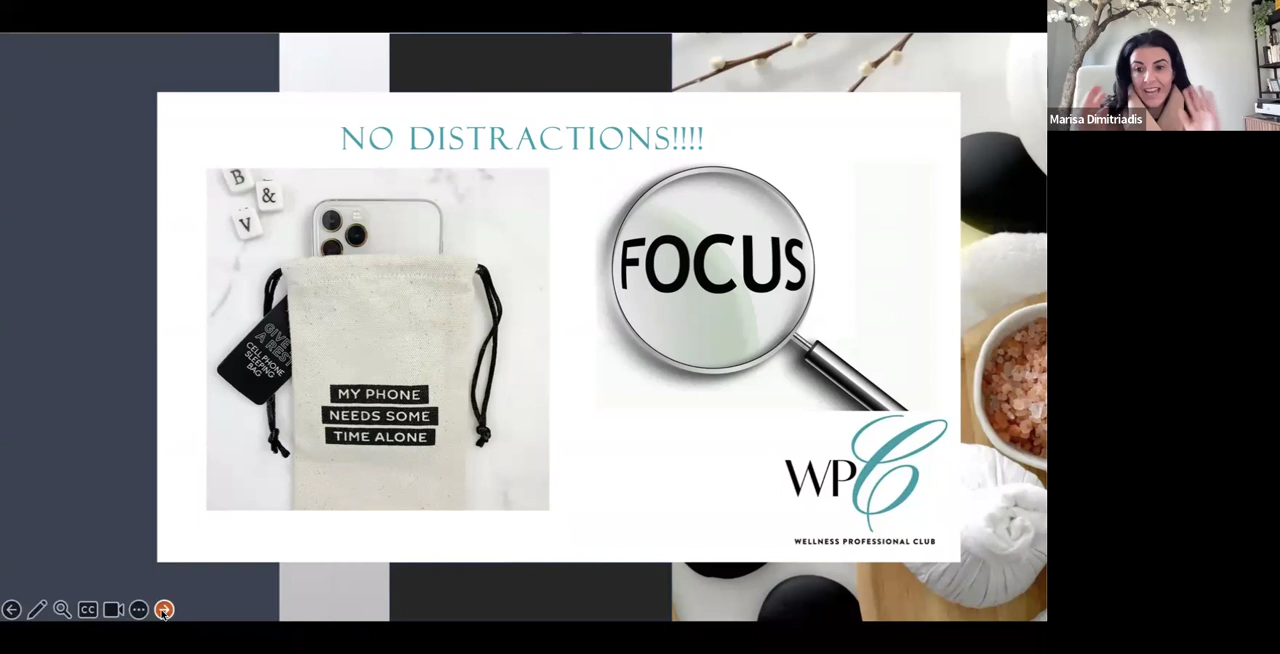 NO DISTRACTIONS!!!!
B
&
V
GIVE
A REST
CELL PHONE
SLEEPING
BAG
MY PHONE
NEEDS SOME
TIME ALONE
FOCUS
WPC
WELLNESS PROFESSIONAL CLUB
CC
Marisa Dimitriadis